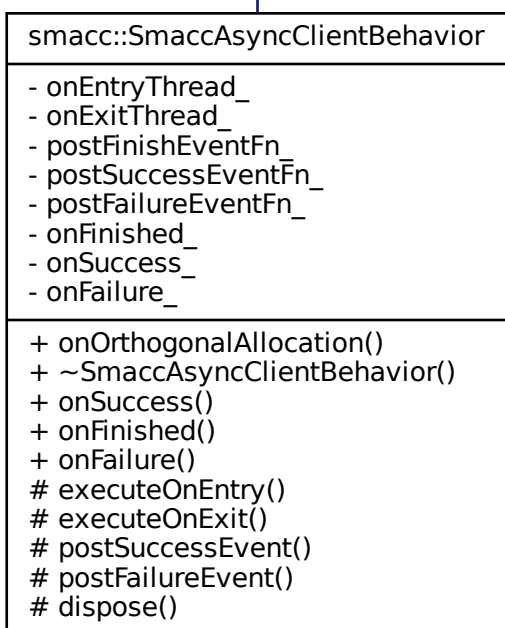 smacc::SmaccAsyncClientBehavior
- onEntryThread_
- onExitThread_
- postFinishEventFn_
- postSuccessEventFn_
- postFailureEventFn_
- onFinished_
- onSuccess_
- onFailure_
+ onOrthogonalAllocation()
+ ~SmaccAsyncClientBehavior()
+ onSuccess()
+ onFinished()
+ onFailure()
# executeOnEntry()
# executeOnExit()
# postSuccessEvent()
# postFailureEvent()
# dispose()